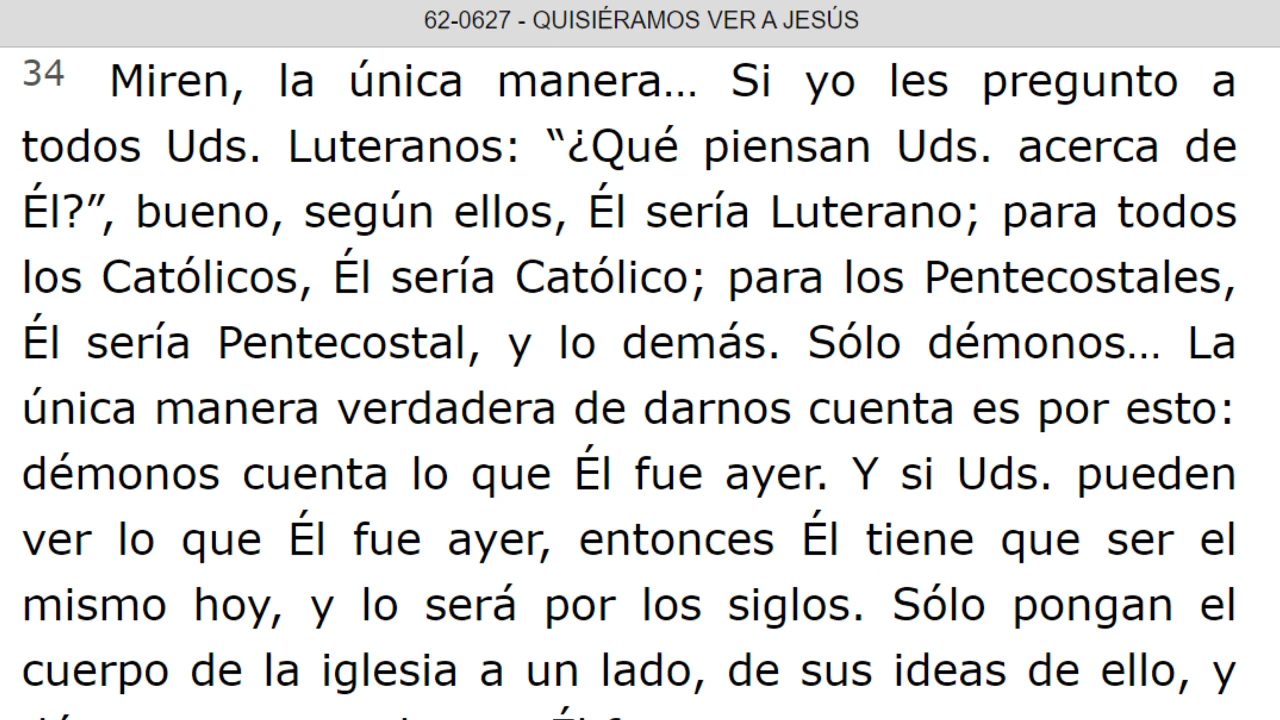 62-0627 - QUISIÉRAMOS VER A JESÚS
34 Miren, la única manera... Si yo les pregunto a
todos Uds. Luteranos: “¿Qué piensan Uds. acerca de
Él?”, bueno, según ellos, Él sería Luterano; para todos
los Católicos, Él sería Católico; para los Pentecostales,
Él sería Pentecostal, y lo demás. Sólo démonos... La
única manera verdadera de darnos cuenta es por esto:
démonos cuenta lo que Él fue ayer. Y si Uds. pueden
ver lo que Él fue ayer, entonces Él tiene que ser el
mismo hoy, y lo será por los siglos. Sólo pongan el
cuerpo de la iglesia a un lado, de sus ideas de ello, y